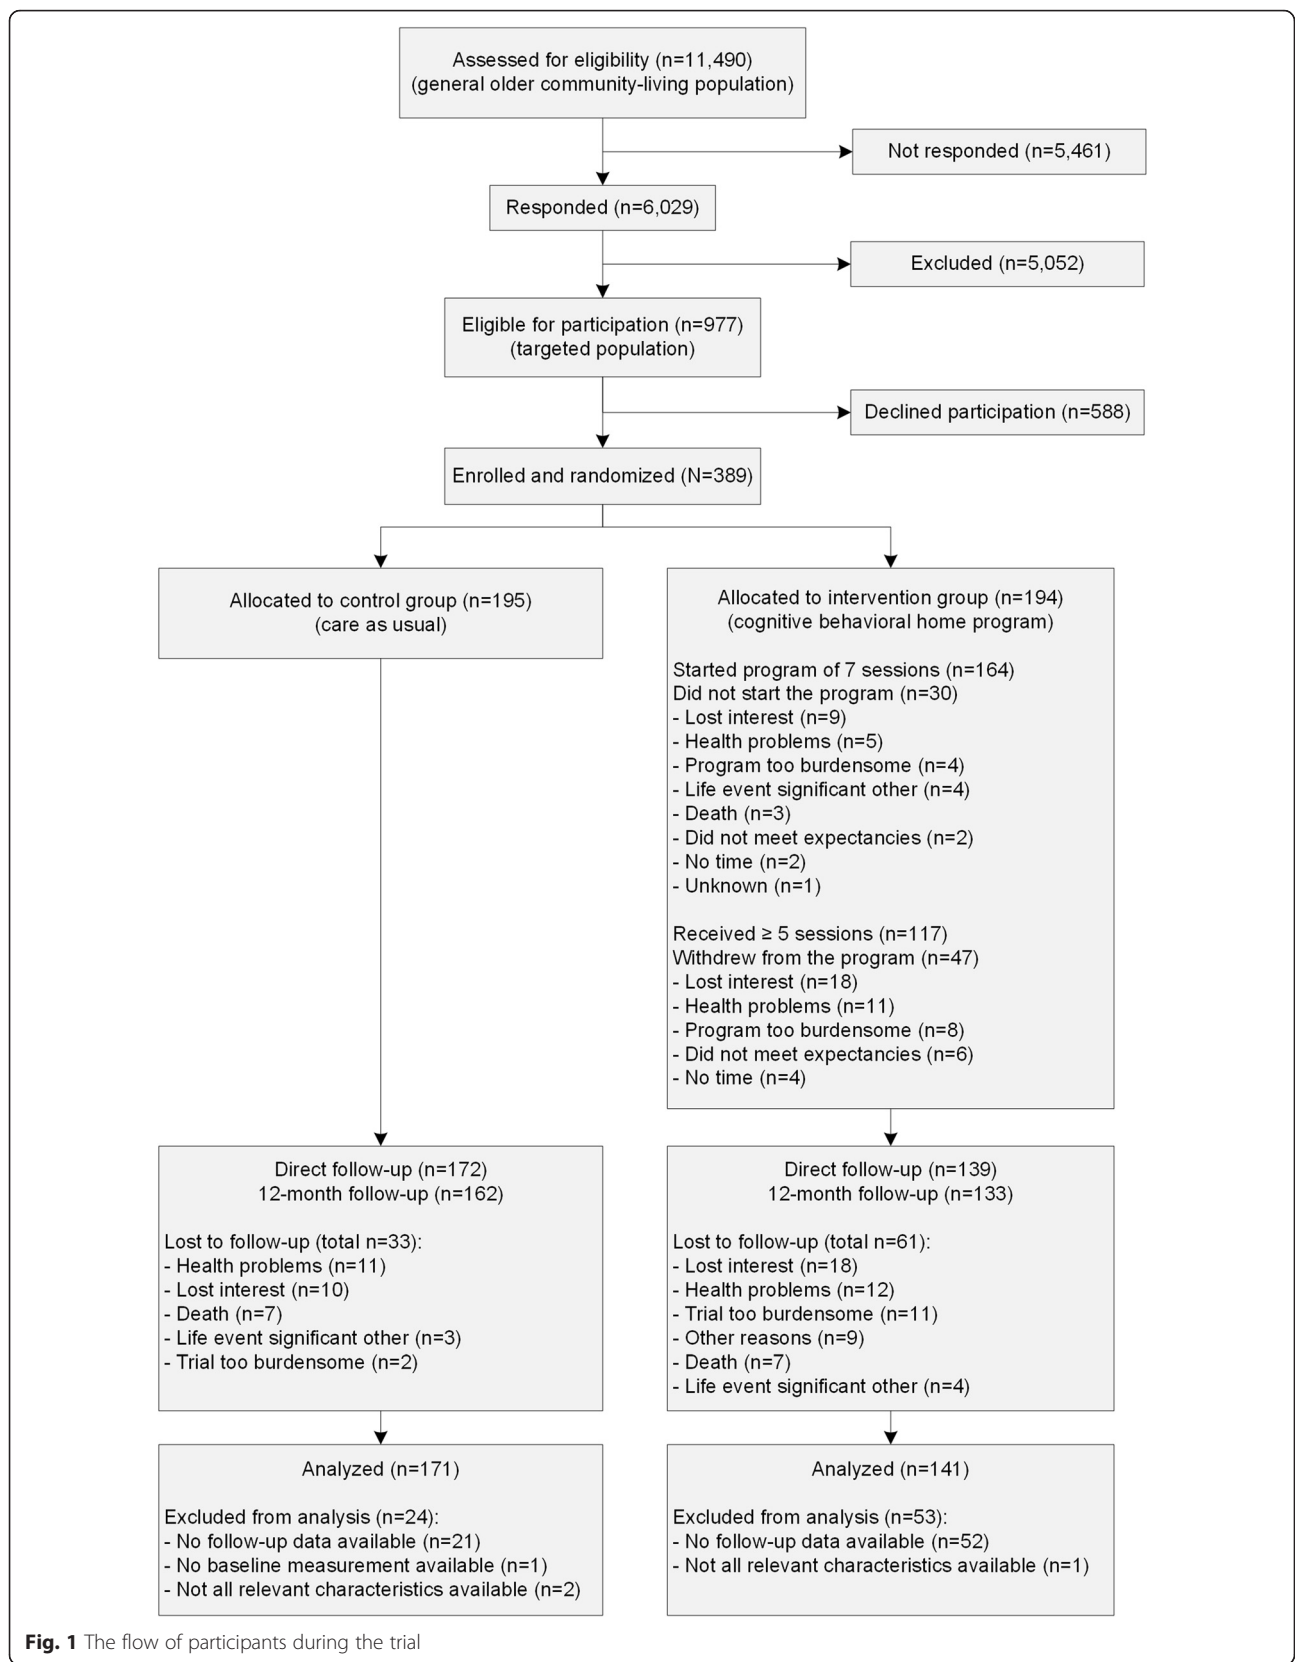 Assessed for eligibility (n=11,490)
(general older community-living population)
Not responded (n=5,461)
Responded (n=6,029)
Excluded (n=5,052)
Eligible for participation (n=977)
(targeted population)
Declined participation (n=588)
Enrolled and randomized (N=389)
Allocated to control group (n=195)
(care as usual)
Allocated to intervention group (n=194)
(cognitive behavioral home program)
Started program of 7 sessions (n=164)
Did not start the program (n=30)
- Lost interest (n=9)
- Health problems (n=5)
- Program too burdensome (n=4)
- Life event significant other (n=4)
- Death (n=3)
- Did not meet expectancies (n=2)
- No time (n=2)
- Unknown (n=1)
Received ≥ 5 sessions (n=117)
Withdrew from the program (n=47)
- Lost interest (n=18)
- Health problems (n=11)
- Program too burdensome (n=8)
- Did not meet expectancies (n=6)
- No time (n=4)
Direct follow-up (n=172)
12-month follow-up (n=162)
Lost to follow-up (total n=33):
- Health problems (n=11)
- Lost interest (n=10)
- Death (n=7)
- Life event significant other (n=3)
- Trial too burdensome (n=2)
Direct follow-up (n=139)
12-month follow-up (n=133)
Lost to follow-up (total n=61):
- Lost interest (n=18)
- Health problems (n=12)
- Trial too burdensome (n=11)
- Other reasons (n=9)
- Death (n=7)
- Life event significant other (n=4)
Analyzed (n=171)
Excluded from analysis (n=24):
- No follow-up data available (n=21)
- No baseline measurement available (n=1)
- Not all relevant characteristics available (n=2)
Analyzed (n=141)
Excluded from analysis (n=53):
- No follow-up data available (n=52)
- Not all relevant characteristics available (n=1)
Fig. 1 The flow of participants during the trial